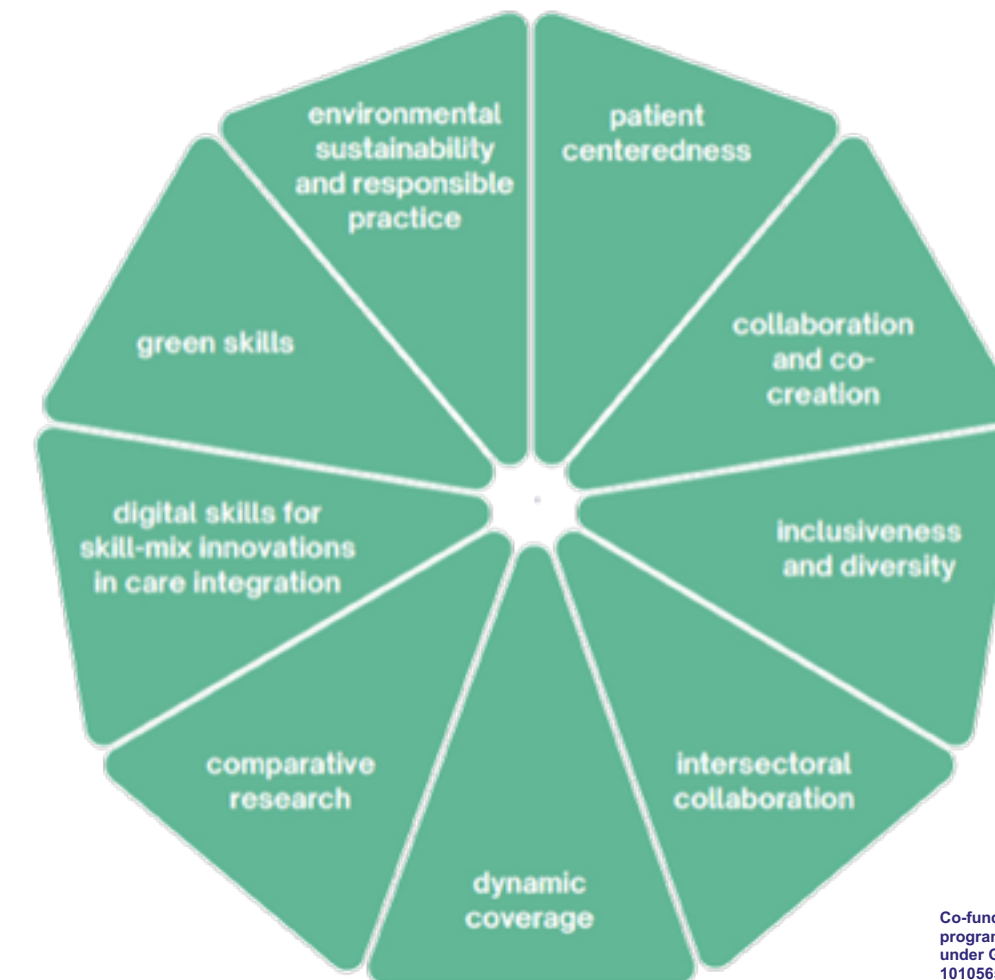 environmental
sustainability
and responsible
practice
patient
centeredness
collaboration
and co-
creation
inclusiveness
and diversity
intersectoral
collaboration
dynamic
coverage
comparative
research
digital skills for
skill-mix innovations
in care integration
green skills
under